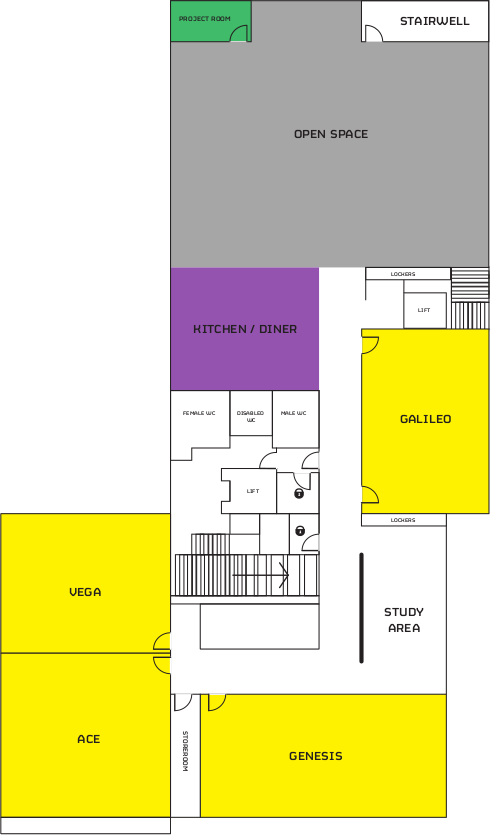 PROJECT ROOM
STAIRWELL
OPEN SPACE
LOCKERS
LIFT
KITCHEN / DINER
FEMALE WC
DISABLED
WC
MALE WC
GALILEO
LIFT
LOCKERS
VEGA
STUDY
AREA
ACE
STOREROOM
GENESIS